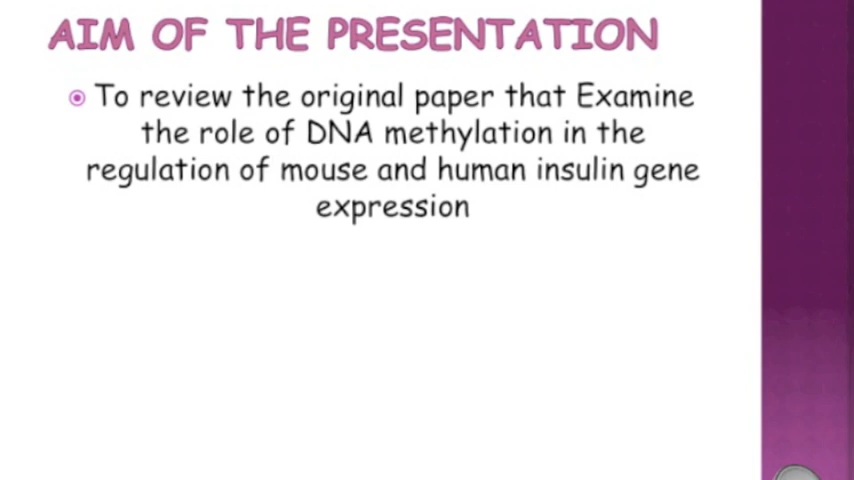 AIM OF THE PRESENTATION
To review the original paper that Examine
the role of DNA methylation in the
regulation of mouse and human insulin gene
expression